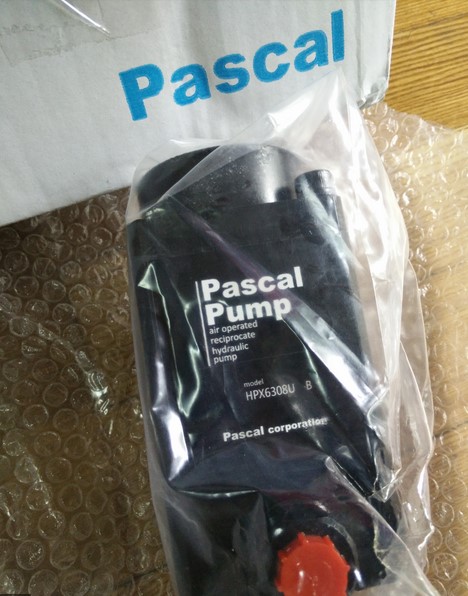 Pascal
Pascal
Pump
air operated
reciprocate
hydraulic
pump
model
HPX6308U -B
Pascal corporation